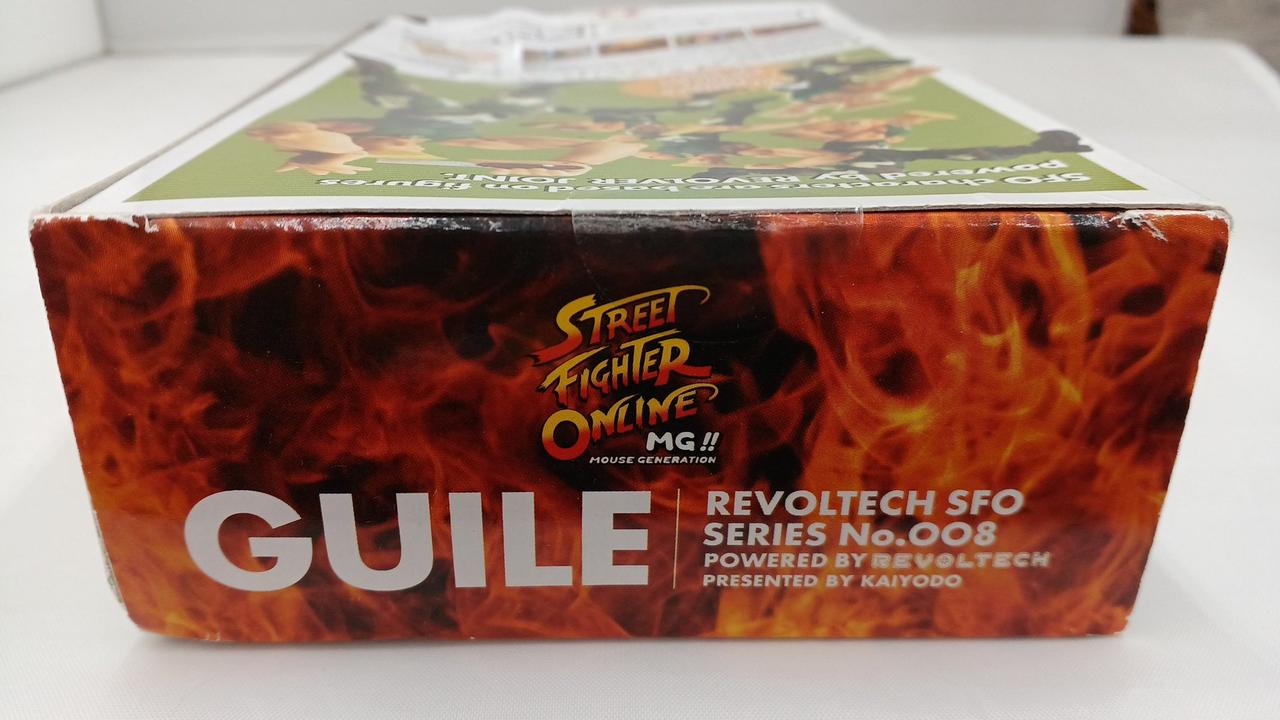 SFO characters are based on figures
powered by REVOLVER JOINT.
STREET
FIGHTER
ONLINE
MG!!
MOUSE GENERATION
GUILE
REVOLTECH SFO
SERIES No.008
POWERED BY REVOLTECH
PRESENTED BY KAIYODO